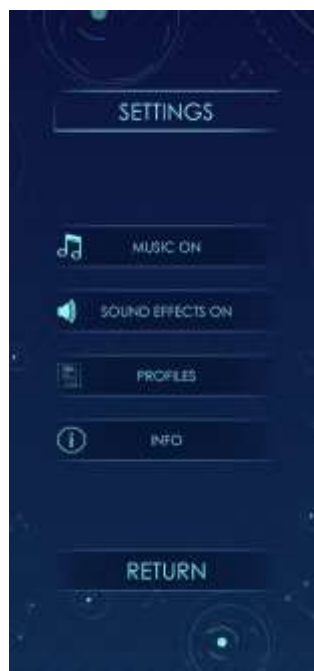 SETTINGS
MUSIC ON
SOUND EFFECTS ON
PROFILES
INFO
RETURN